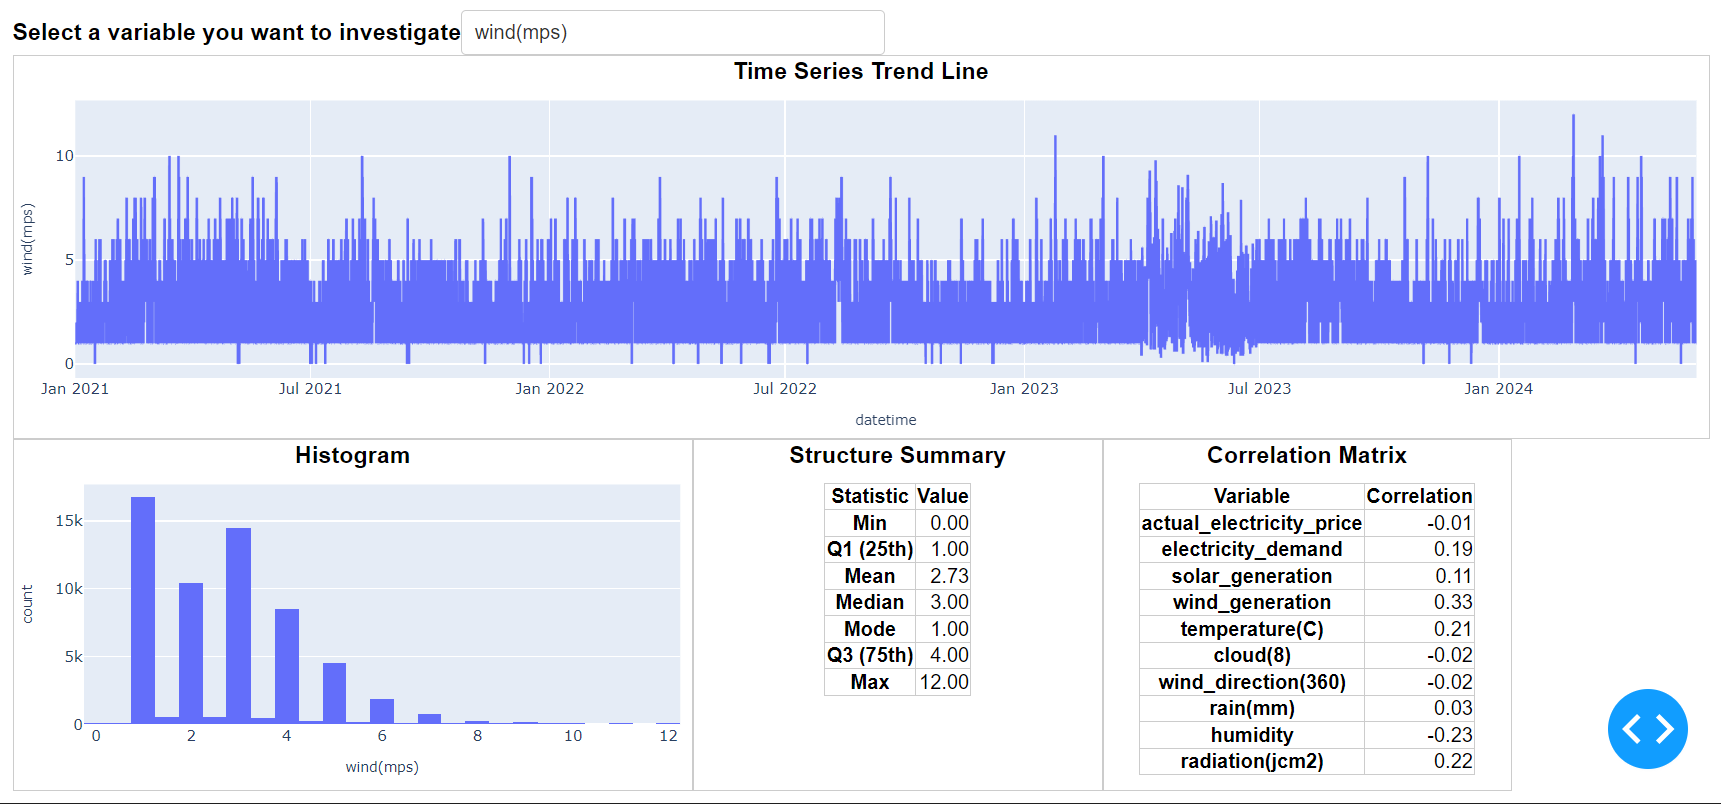 Select a variable you want to investigate wind(mps)
Time Series Trend Line
wind(mps)
10
5
0
Jan 2021 Jul 2021 Jan 2022 Jul 2022 Jan 2023 Jul 2023 Jan 2024
datetime
Histogram
count
15k
10k
5k
0
0 2 4 6 8 10 12
wind(mps)
Structure Summary
Statistic Value
Min 0.00
Q1 (25th) 1.00
Mean 2.73
Median 3.00
Mode 1.00
Q3 (75th) 4.00
Max 12.00
Correlation Matrix
Variable Correlation
actual_electricity_price -0.01
electricity_demand 0.19
solar_generation 0.11
wind_generation 0.33
temperature(C) 0.21
cloud(8) -0.02
wind_direction(360) -0.02
rain(mm) 0.03
humidity -0.23
radiation(jcm2) 0.22